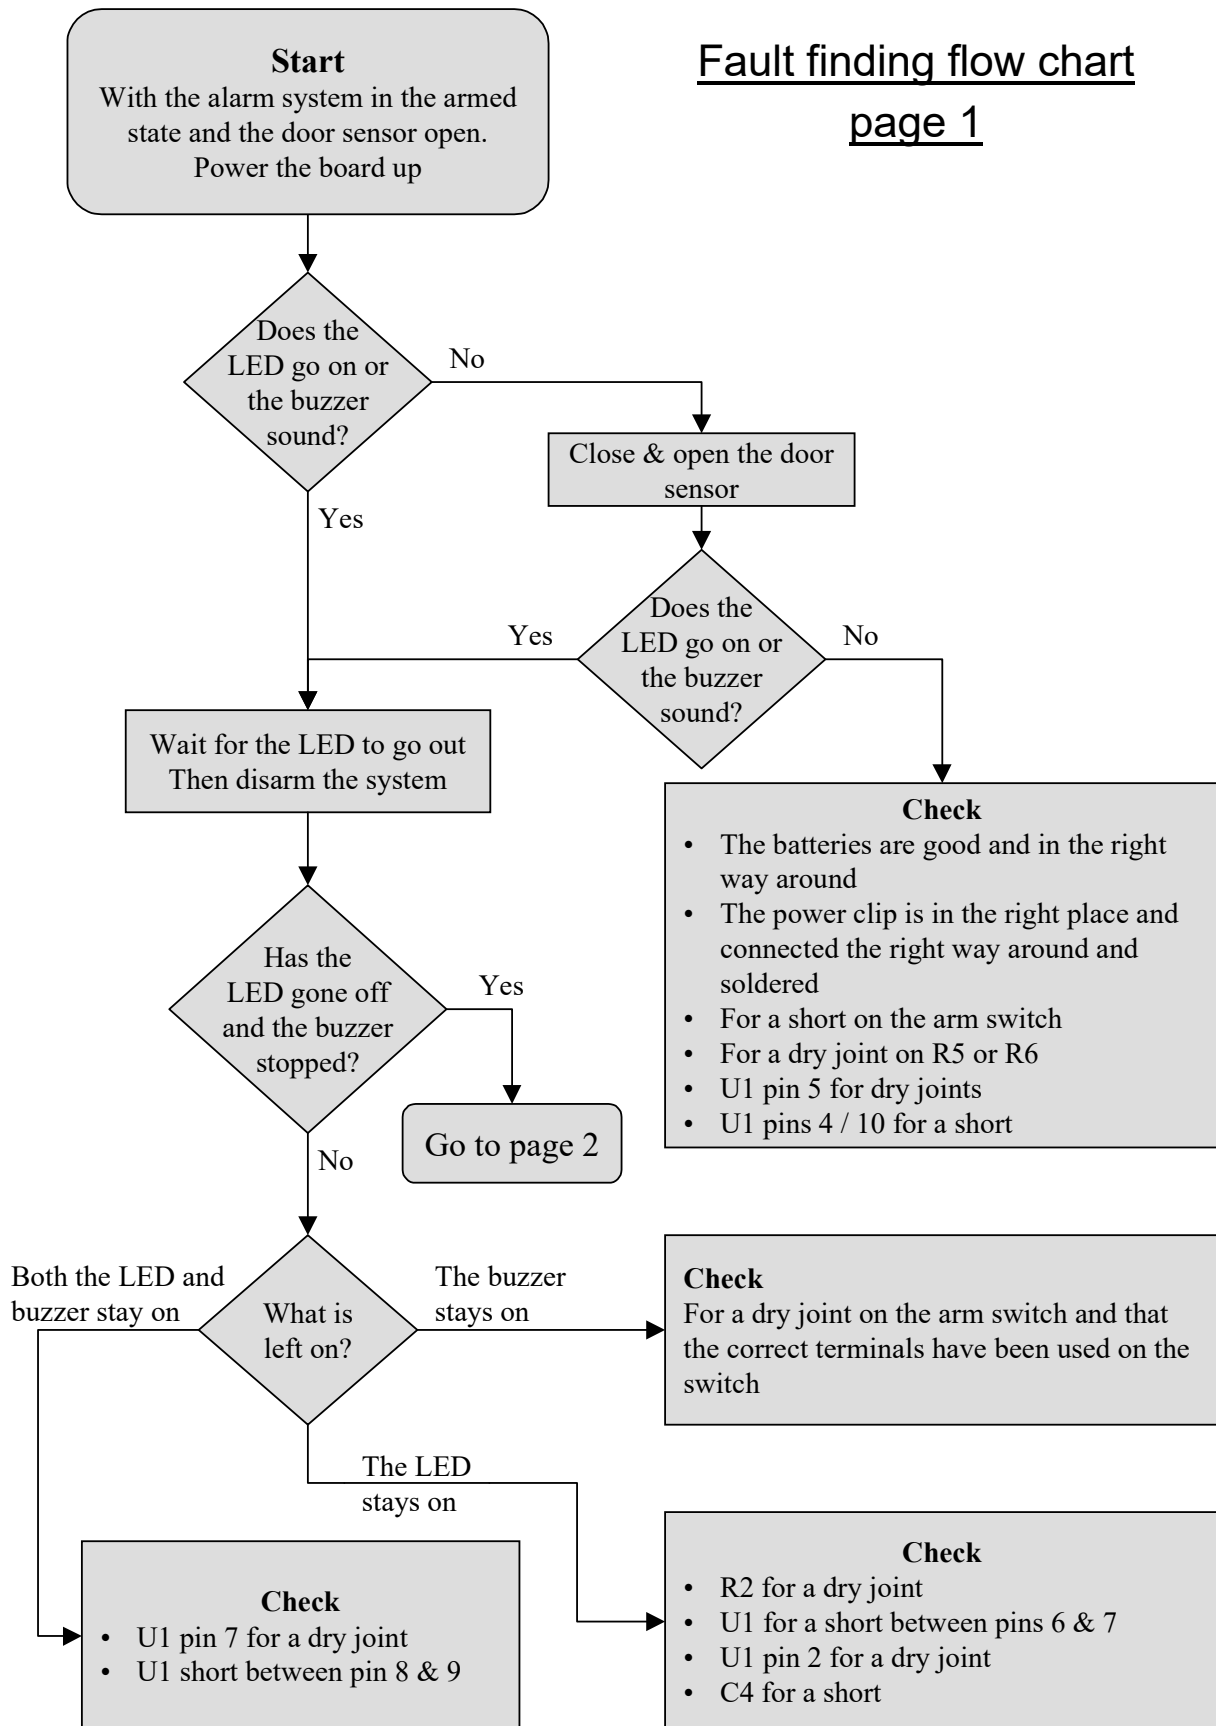 Fault finding flow chart
page 1
Start
With the alarm system in the armed
state and the door sensor open.
Power the board up
Does the
LED go on or
the buzzer
sound?
No
Yes
Close & open the door
sensor
Does the
LED go on or
the buzzer
sound?
Yes
No
Wait for the LED to go out
Then disarm the system
Check
• The batteries are good and in the right
way around
• The power clip is in the right place and
connected the right way around and
soldered
• For a short on the arm switch
• For a dry joint on R5 or R6
• U1 pin 5 for dry joints
• U1 pins 4 / 10 for a short
Has the
LED gone off
and the buzzer
stopped?
Yes
Go to page 2
No
What is
left on?
Both the LED and
buzzer stay on
The buzzer
stays on
Check
For a dry joint on the arm switch and that
the correct terminals have been used on the
switch
The LED
stays on
Check
• U1 pin 7 for a dry joint
• U1 short between pin 8 & 9
Check
• R2 for a dry joint
• U1 for a short between pins 6 & 7
• U1 pin 2 for a dry joint
• C4 for a short